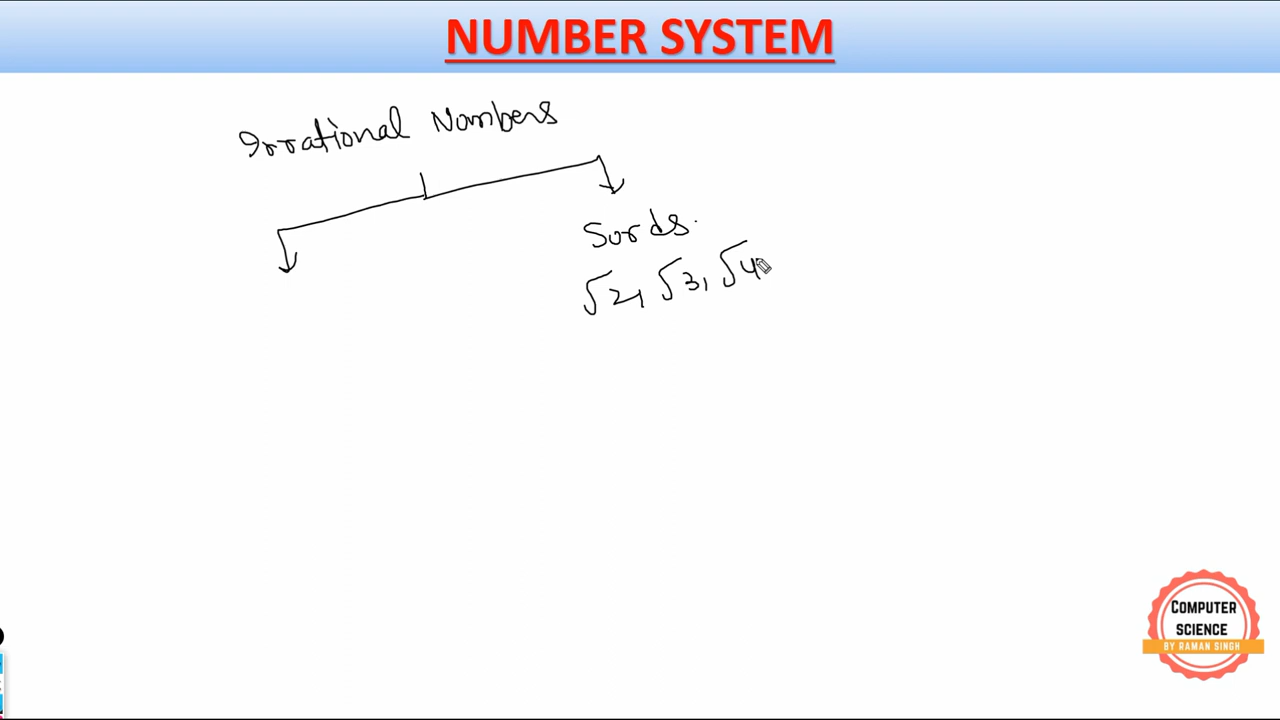 NUMBER SYSTEM
Irrational Numbers
Surds.
√2, √3, √4
COMPUTER
SCIENCE
BY RAMAN SINGH